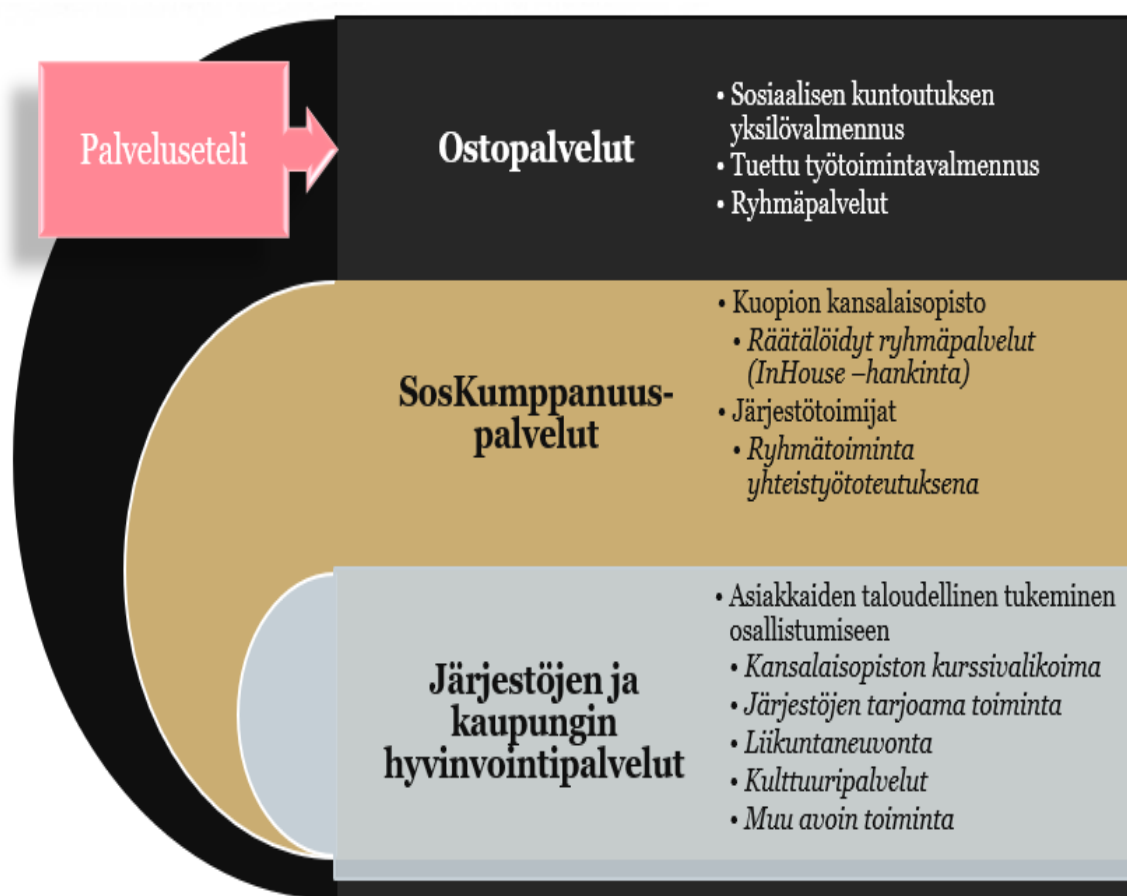 Palveluseteli
Ostopalvelut
• Sosiaalisen kuntoutuksen
yksilövalmennus
• Tuettu työtoimintavalmennus
• Ryhmäpalvelut
SosKumppanuus-
palvelut
• Kuopion kansalaisopisto
• Räätälöidyt ryhmäpalvelut
(InHouse –hankinta)
• Järjestötoimijat
• Ryhmätoiminta
yhteistyötoteutuksena
Järjestöjen ja
kaupungin
hyvinvointipalvelut
• Asiakkaiden taloudellinen tukeminen
osallistumiseen
• Kansalaisopiston kurssivalikoima
• Järjestöjen tarjoama toiminta
• Liikuntaneuvonta
• Kulttuuripalvelut
• Muu avoin toiminta